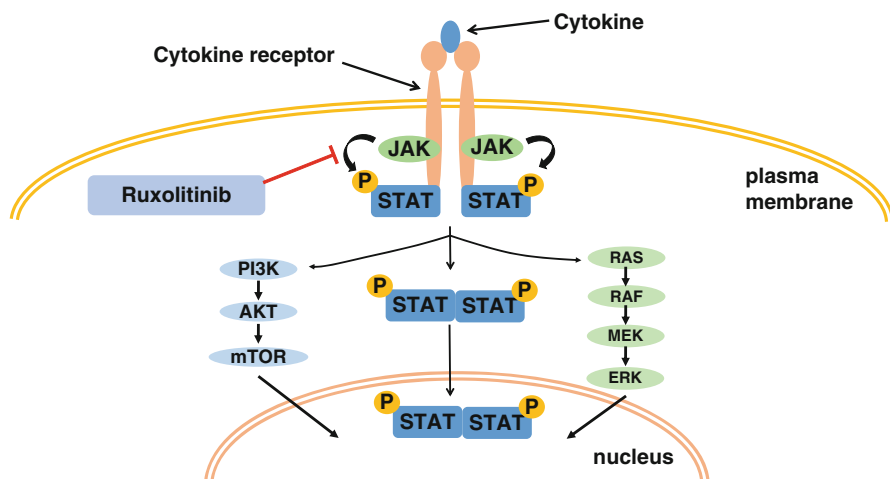 Cytokine
Cytokine receptor
JAK
JAK
P
P
Ruxolitinib
STAT
STAT
plasma
membrane
PI3K
RAS
P
P
STAT
STAT
RAF
AKT
MEK
mTOR
ERK
P
P
STAT
STAT
nucleus